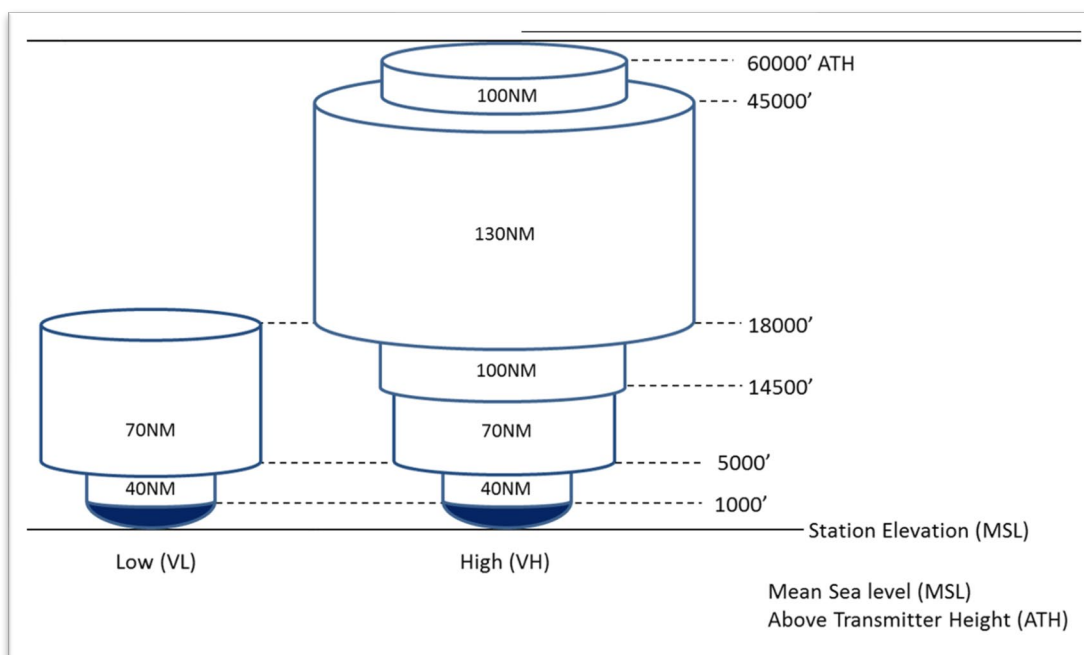 60000’ ATH
100NM
45000’
130NM
18000’
100NM
14500’
70NM
70NM
5000’
40NM
40NM
1000’
Station Elevation (MSL)
Low (VL)
High (VH)
Mean Sea level (MSL)
Above Transmitter Height (ATH)